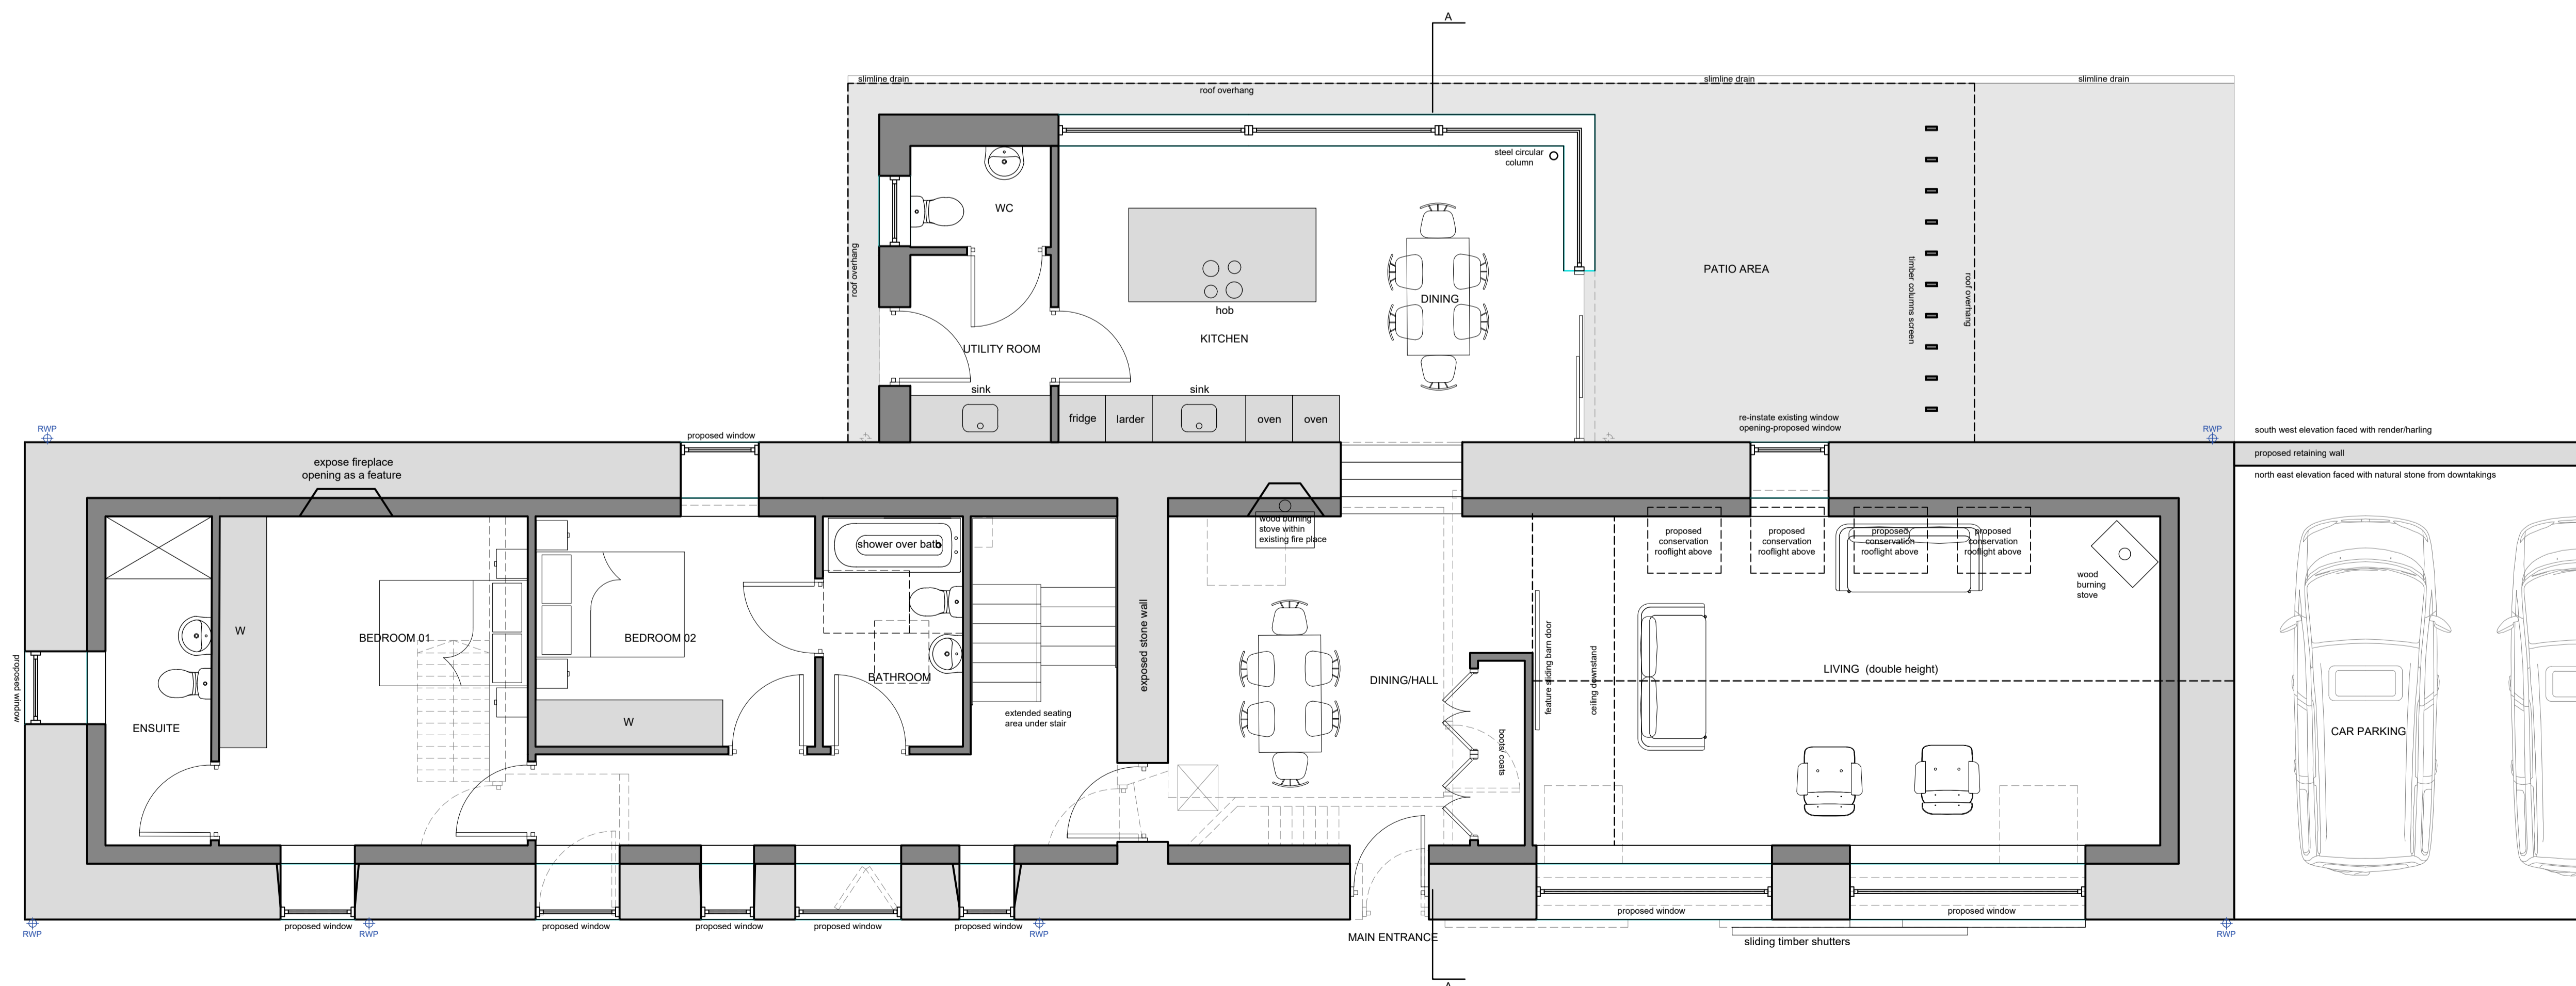 A
slimline drain
slimline drain
slimline drain
roof overhang
steel circular
column
WC
roof overhang
hob
KITCHEN
DINING
PATIO AREA
timber columns screen
roof overhang
UTILITY ROOM
sink
sink
fridge
larder
oven
oven
RWP
proposed window
re-instate existing window
opening-proposed window
RWP
south west elevation faced with render/harling
proposed retaining wall
north east elevation faced with natural stone from downtakings
expose fireplace
opening as a feature
wood burning
stove within
existing fire place
shower over bath
proposed
conservation
rooflight above
proposed
conservation
rooflight above
proposed
conservation
rooflight above
proposed
conservation
rooflight above
wood
burning
stove
W
BEDROOM 01
BEDROOM 02
BATHROOM
exposed stone wall
DINING/HALL
feature sliding barn door
ceiling downstand
LIVING (double height)
proposed window
ENSUITE
W
extended seating
area under stair
boots/ coats
CAR PARKING
proposed window
proposed window
proposed window
proposed window
proposed window
proposed window
proposed window
RWP
RWP
RWP
RWP
MAIN ENTRANCE
sliding timber shutters
A